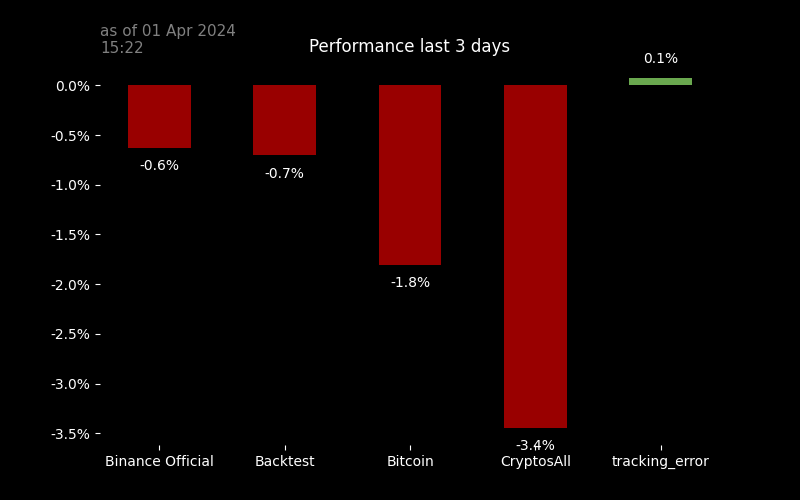 as of 01 Apr 2024
15:22
Performance last 3 days
0.1%
0.0%
-0.5%
-0.6%
-0.7%
-1.0%
-1.5%
-1.8%
-2.0%
-2.5%
-3.0%
-3.5%
-3.4%
Binance Official
Backtest
Bitcoin
CryptosAll
tracking_error